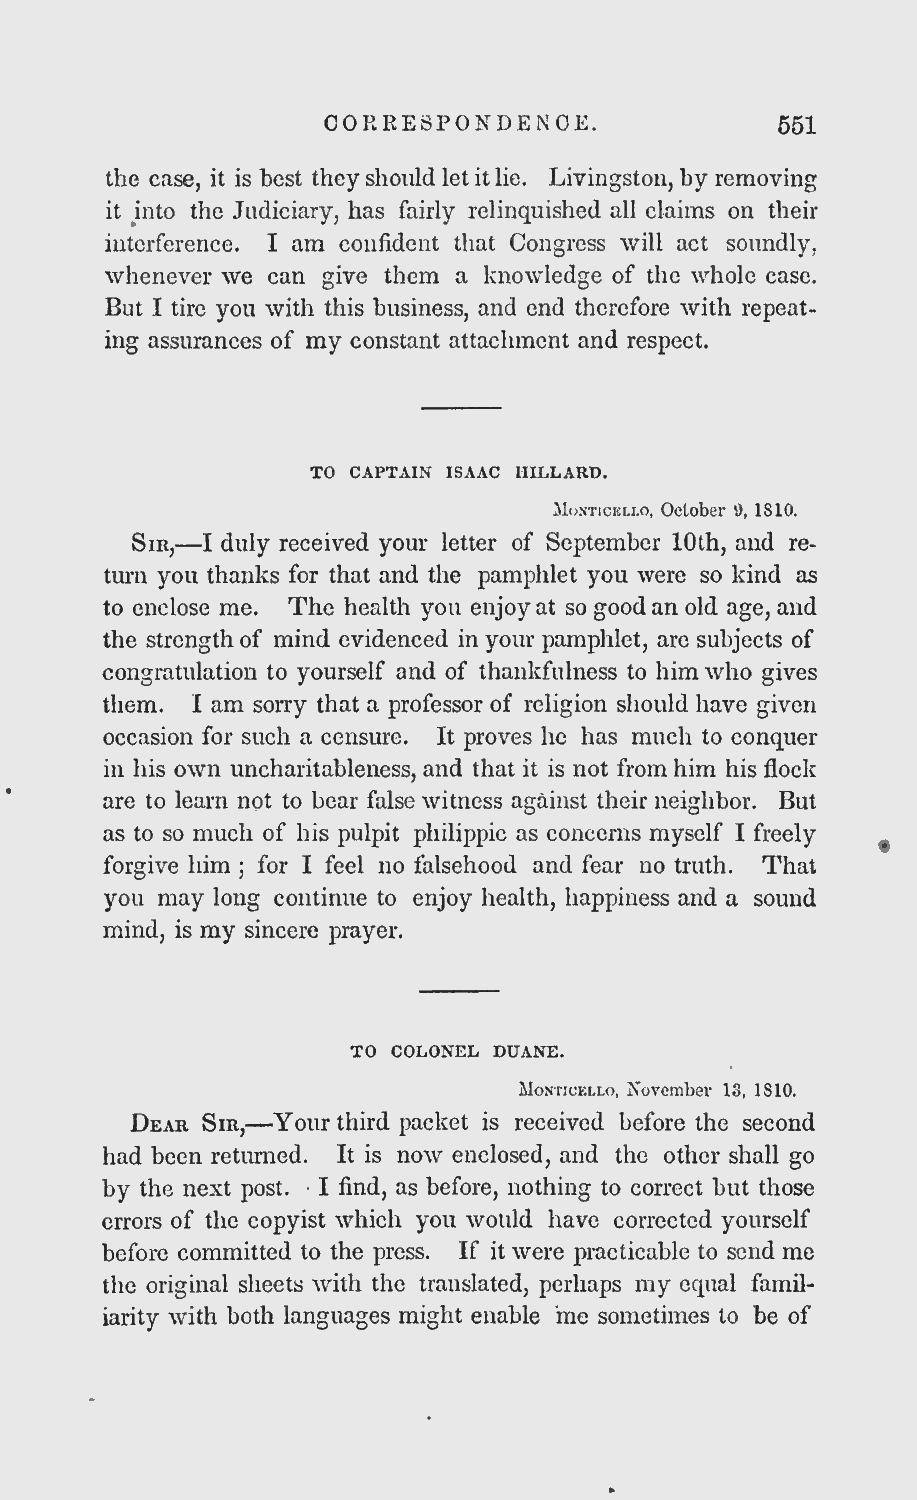 CORRESPONDENCE. 551
the case, it is best they should let it lie. Livingston, by removing
it into the Judiciary, has fairly relinquished all claims on their
interference. I am confident that Congress will act soundly,
whenever we can give them a knowledge of the whole case.
But I tire you with this business, and end therefore with repeat-
ing assurances of my constant attachment and respect.
TO CAPTAIN ISAAC HILLARD.
MONTICELLO, October 9, 1810.
SIR,—I duly received your letter of September 10th, and re-
turn you thanks for that and the pamphlet you were so kind as
to enclose me. The health you enjoy at so good an old age, and
the strength of mind evidenced in your pamphlet, are subjects of
congratulation to yourself and of thankfulness to him who gives
them. I am sorry that a professor of religion should have given
occasion for such a censure. It proves he has much to conquer
in his own uncharitableness, and that it is not from him his flock
are to learn not to bear false witness against their neighbor. But
as to so much of his pulpit philippic as concerns myself I freely
forgive him ; for I feel no falsehood and fear no truth. That
you may long continue to enjoy health, happiness and a sound
mind, is my sincere prayer.
TO COLONEL DUANE.
MONTICELLO, November 13, 1810.
DEAR SIR,—Your third packet is received before the second
had been returned. It is now enclosed, and the other shall go
by the next post. I find, as before, nothing to correct but those
errors of the copyist which you would have corrected yourself
before committed to the press. If it were practicable to send me
the original sheets with the translated, perhaps my equal famil-
iarity with both languages might enable me sometimes to be of